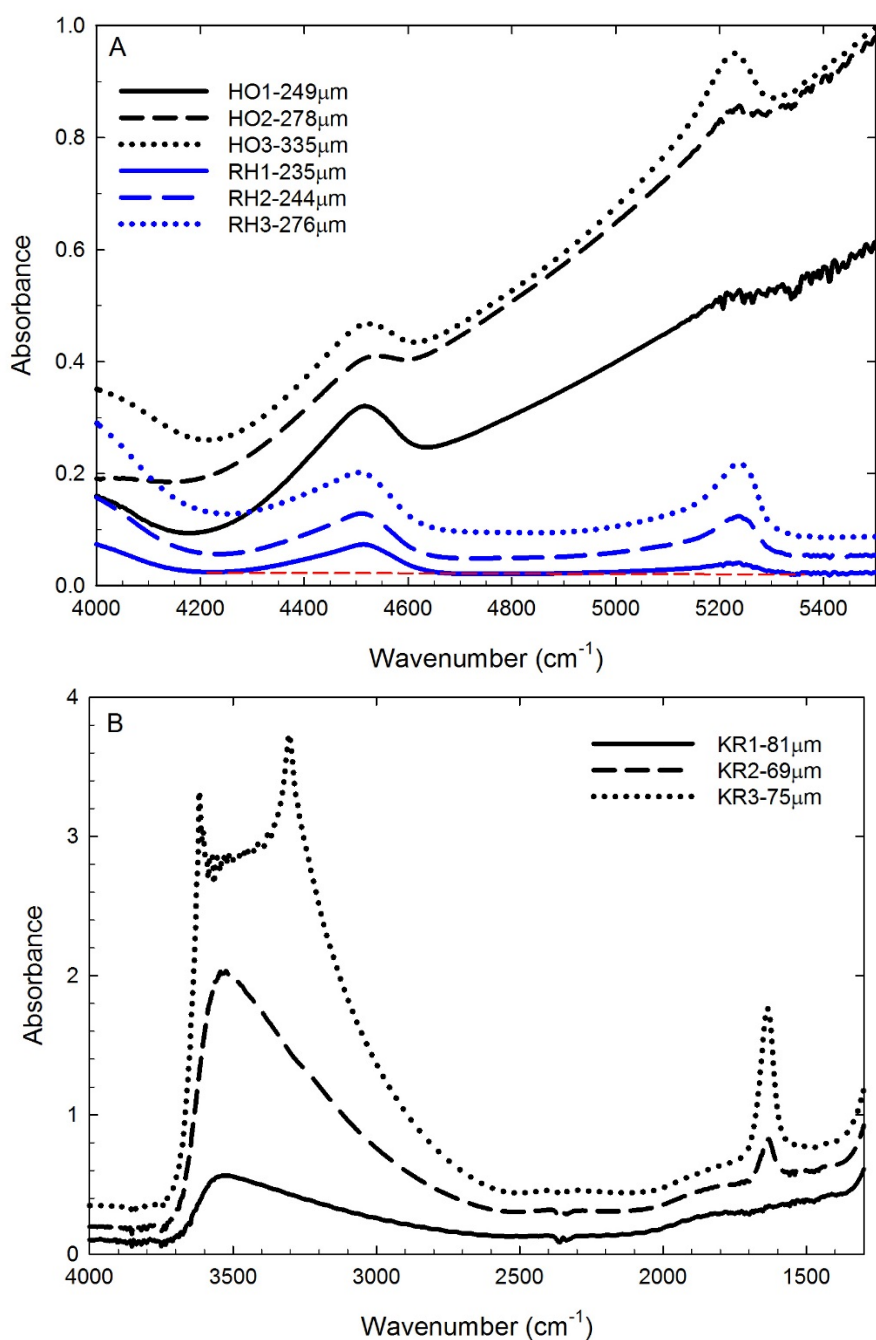 A
HO1-249μm
HO2-278μm
HO3-335μm
RH1-235μm
RH2-244μm
RH3-276μm
1.0
0.8
0.6
0.4
0.2
0.0
Absorbance
4000 4200 4400 4600 4800 5000 5200 5400
Wavenumber (cm⁻¹)
B
KR1-81μm
KR2-69μm
KR3-75μm
4
3
2
1
0
Absorbance
4000 3500 3000 2500 2000 1500
Wavenumber (cm⁻¹)